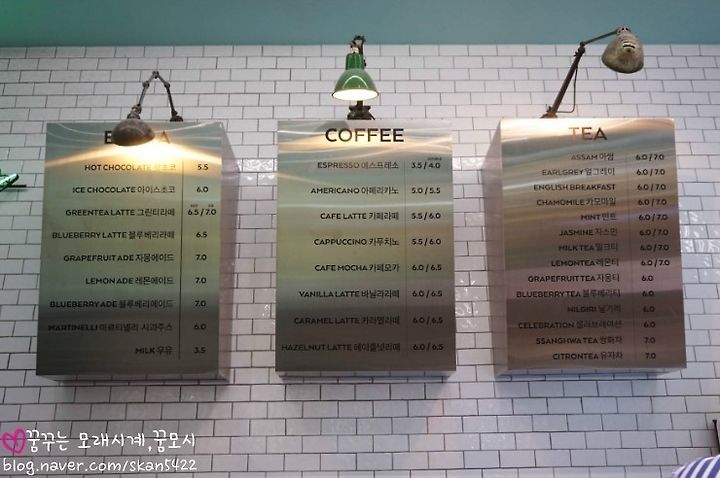 HOT CHOCOLATE 핫초코 5.5
ICE CHOCOLATE 아이스초코 6.0
GREENTEA LATTE 그린티라떼 6.5 / 7.0
BLUEBERRY LATTE 블루베리라떼 6.5
GRAPEFRUIT ADE 자몽에이드 7.0
LEMON ADE 레몬에이드 7.0
BLUEBERRY ADE 블루베리에이드 7.0
MARTINELLI 마르티넬리 사과주스 6.0
MILK 우유 3.5
COFFEE
ESPRESSO 에스프레소 3.5 / 4.0
AMERICANO 아메리카노 5.0 / 5.5
CAFE LATTE 카페라떼 5.5 / 6.0
CAPPUCCINO 카푸치노 5.5 / 6.0
CAFE MOCHA 카페모카 6.0 / 6.5
VANILLA LATTE 바닐라라떼 6.0 / 6.5
CARAMEL LATTE 카라멜라떼 6.0 / 6.5
HAZELNUT LATTE 헤이즐넛라떼 6.0 / 6.5
TEA
ASSAM 아쌈 6.0 / 7.0
EARLGREY 얼그레이 6.0 / 7.0
ENGLISH BREAKFAST 6.0 / 7.0
CHAMOMILE 카모마일 6.0 / 7.0
MINT 민트 6.0 / 7.0
JASMINE 자스민 6.0 / 7.0
MILK TEA 밀크티 6.0 / 7.0
LEMONTEA 레몬티 6.0 / 7.0
GRAPEFRUIT TEA 자몽티 6.0
BLUEBERRY TEA 블루베리티 6.0
NILGIRI 닐기리 6.0
CELEBRATION 셀러브레이션 6.0
SSANGHWA TEA 쌍화차 7.0
CITRONTEA 유자차 7.0
꿈꾸는 모래시계,꿈모시
blog.naver.com/skan5422